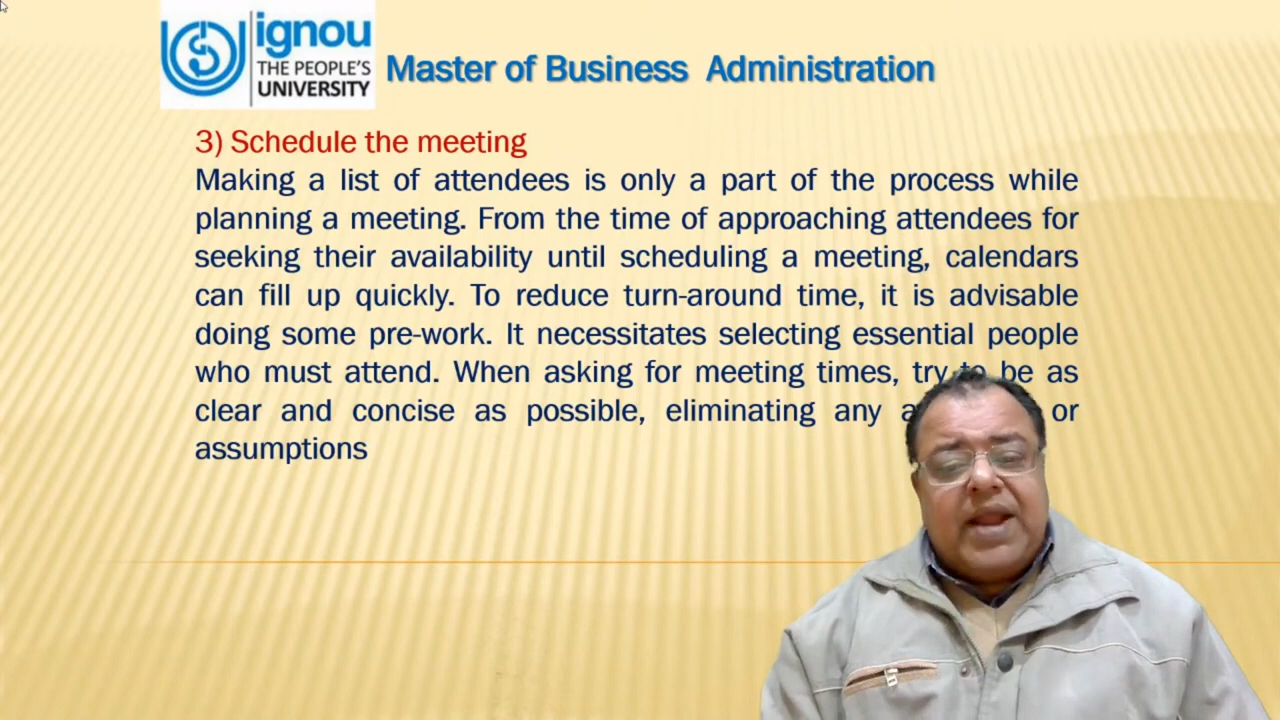 ignou
THE PEOPLE'S
UNIVERSITY
Master of Business Administration
3) Schedule the meeting
Making a list of attendees is only a part of the process while
planning a meeting. From the time of approaching attendees for
seeking their availability until scheduling a meeting, calendars
can fill up quickly. To reduce turn-around time, it is advisable
doing some pre-work. It necessitates selecting essential people
who must attend. When asking for meeting times, try to be as
clear and concise as possible, eliminating any or
assumptions